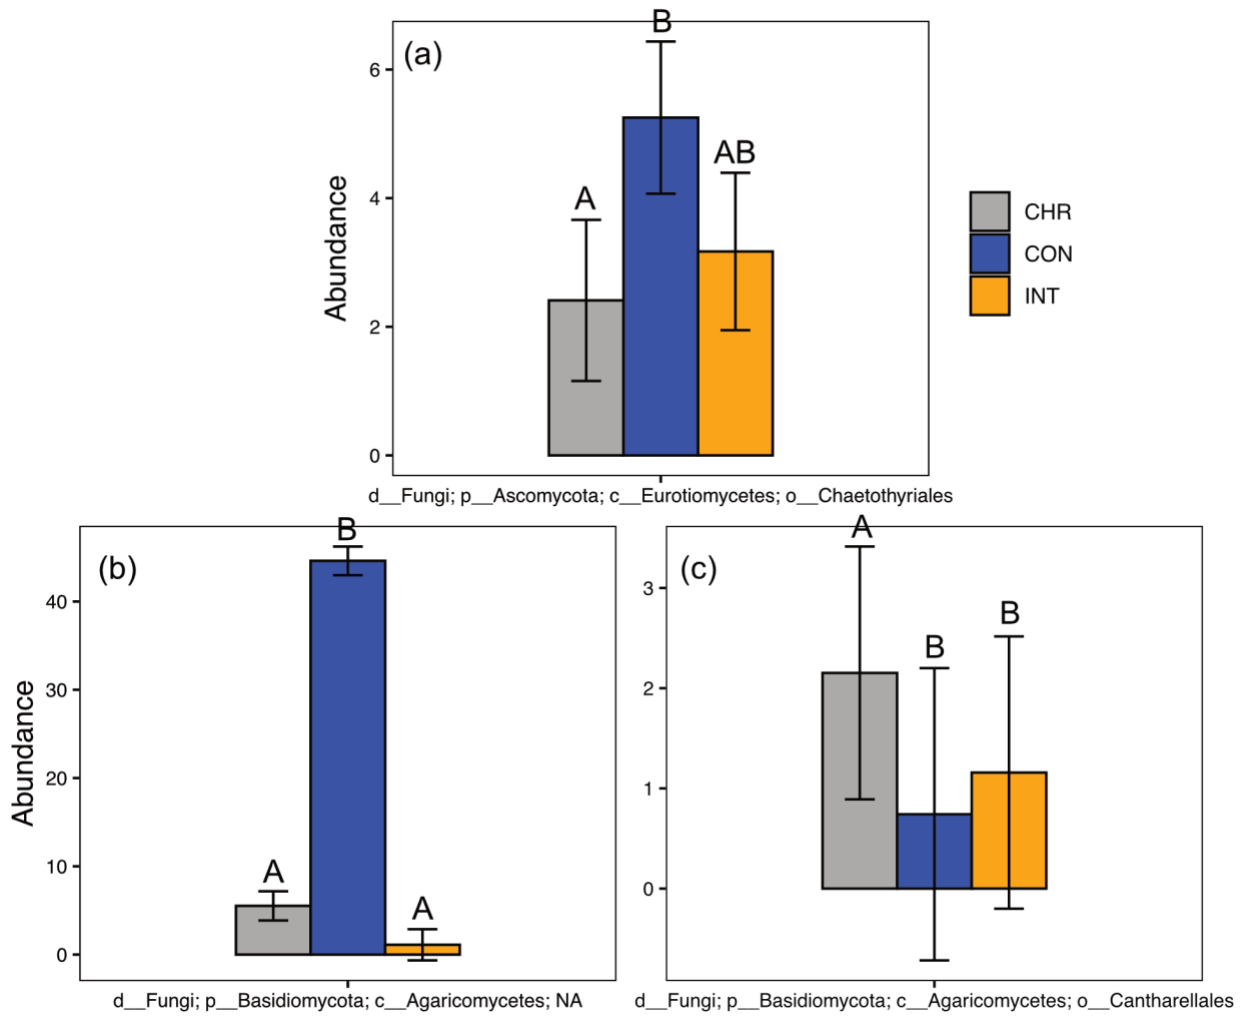 (a)
B
6
AB
4
A
2
0
Abundance
d__Fungi; p__Ascomycota; c__Eurotiomycetes; o__Chaetothyriales
CHR
CON
INT
(b)
B
40
30
20
10
0
A
A
Abundance
d__Fungi; p__Basidiomycota; c__Agaricomycetes; NA
(c)
A
3
B
B
2
1
0
d__Fungi; p__Basidiomycota; c__Agaricomycetes; o__Cantharellales